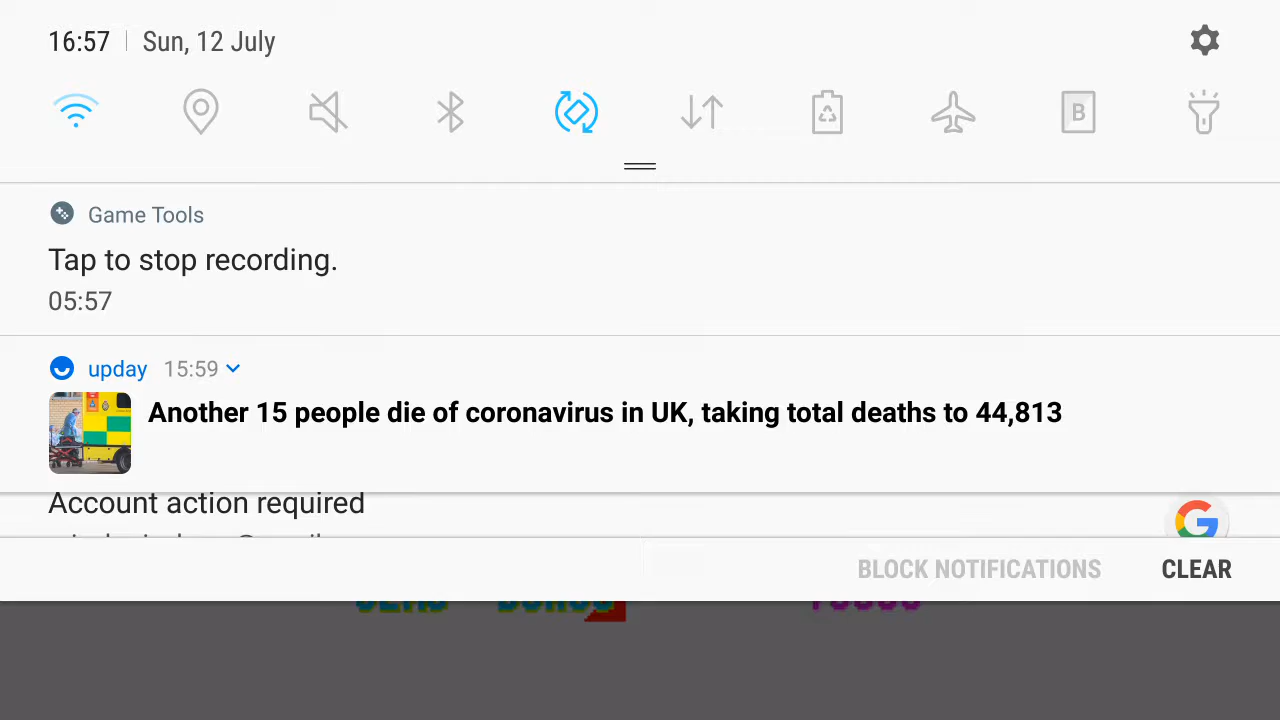 16:57 | Sun, 12 July
B
Game Tools
Tap to stop recording.
05:57
upday 15:59
Another 15 people die of coronavirus in UK, taking total deaths to 44,813
Account action required
BLOCK NOTIFICATIONS CLEAR